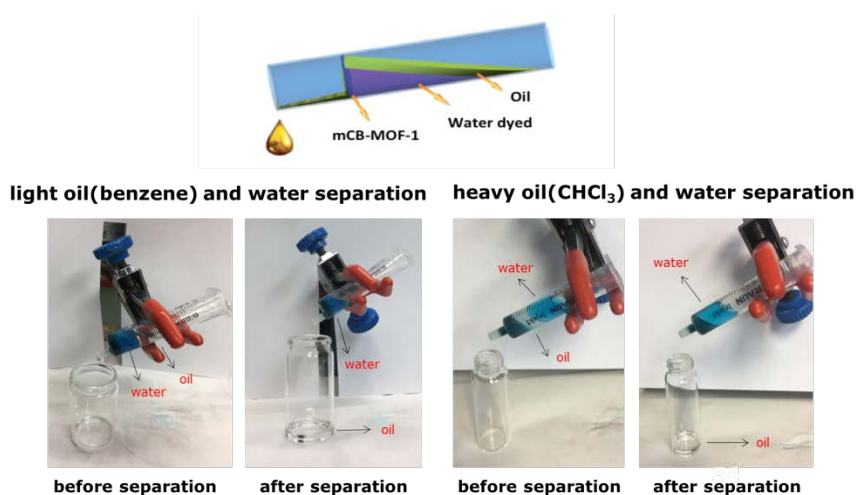 Oil
Water dyed
mCB-MOF-1
light oil(benzene) and water separation
heavy oil(CHCl₃) and water separation
water
oil
water
oil
water
oil
water
oil
before separation
after separation
before separation
after separation